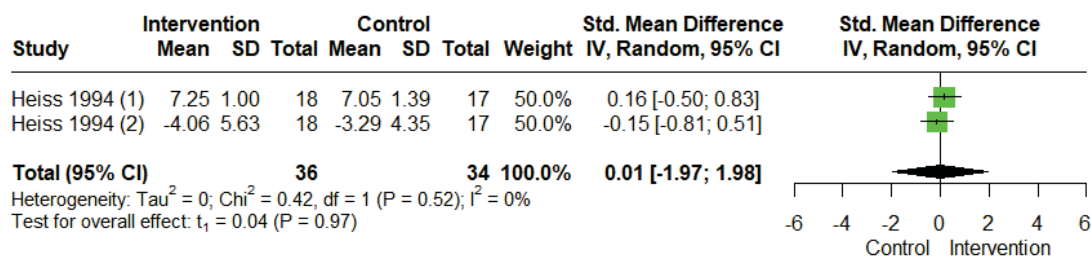 Intervention Control Std. Mean Difference Std. Mean Difference
Study Mean SD Total Mean SD Total Weight IV, Random, 95% CI IV, Random, 95% CI
Heiss 1994 (1) 7.25 1.00 18 7.05 1.39 17 50.0% 0.16 [-0.50; 0.83]
Heiss 1994 (2) -4.06 5.63 18 -3.29 4.35 17 50.0% -0.15 [-0.81; 0.51]
Total (95% CI) 36 34 100.0% 0.01 [-1.97; 1.98]
Heterogeneity: Tau² = 0; Chi² = 0.42, df = 1 (P = 0.52); I² = 0%
Test for overall effect: t₁ = 0.04 (P = 0.97)
-6 -4 -2 0 2 4 6
Control Intervention